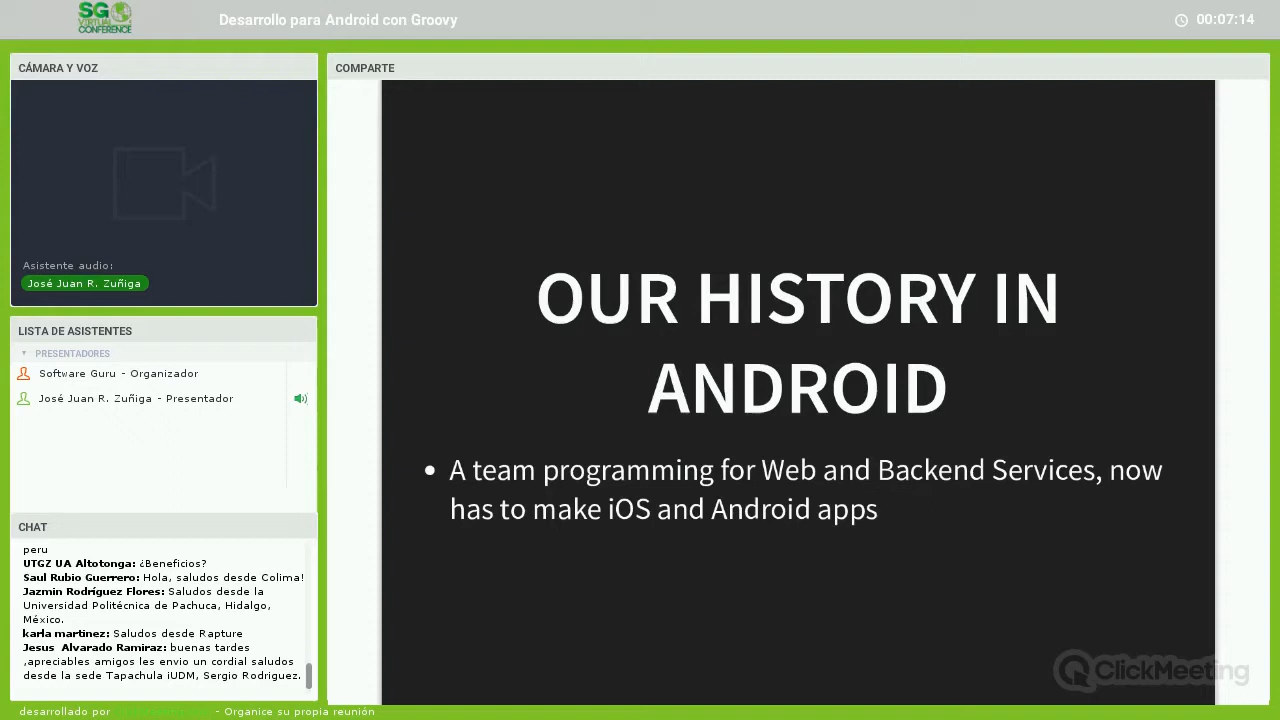 SG
VIRTUAL
CONFERENCE
Desarrollo para Android con Groovy
00:07:14
CÁMARA Y VOZ
Asistente audio:
José Juan R. Zuñiga
LISTA DE ASISTENTES
PRESENTADORES
Software Guru - Organizador
José Juan R. Zuñiga - Presentador
CHAT
peru
UTGZ UA Altotonga: ¿Beneficios?
Saul Rubio Guerrero: Hola, saludos desde Colima!
Jazmin Rodríguez Flores: Saludos desde la
Universidad Politécnica de Pachuca, Hidalgo,
México.
karla martinez: Saludos desde Rapture
Jesus Alvarado Ramiraz: buenas tardes
,apreciables amigos les envio un cordial saludos
desde la sede Tapachula iUDM, Sergio Rodriguez.
desarrollado por - Organice su propia reunión
COMPARTE
OUR HISTORY IN
ANDROID
• A team programming for Web and Backend Services, now
has to make iOS and Android apps
ClickMeeting